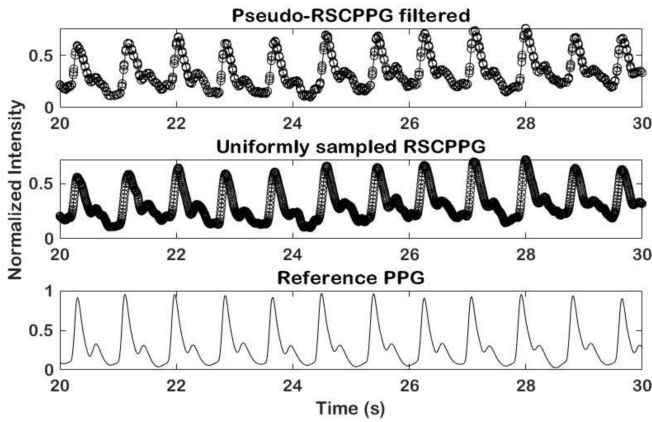 Pseudo-RSCPPG filtered
0.5
0
20 22 24 26 28 30
Uniformly sampled RSCPPG
0.5
0
20 22 24 26 28 30
Normalized Intensity
Reference PPG
1
0.5
0
20 22 24 26 28 30
Time (s)